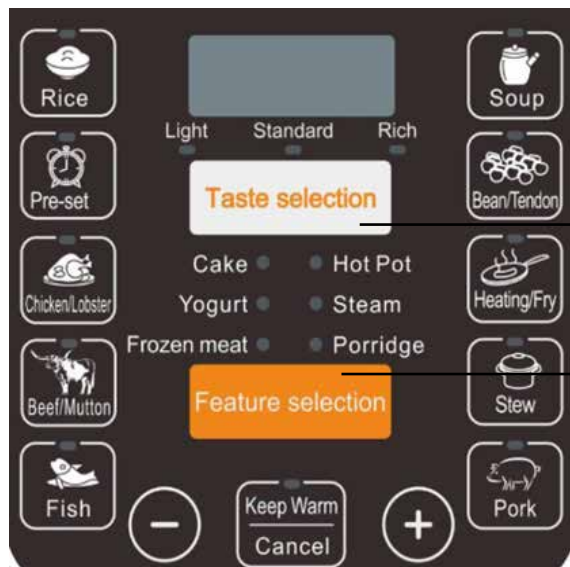 Rice
Soup
Light Standard Rich
Pre-set
Taste selection
Bean/Tendon
Cake Hot Pot
Chicken/Lobster
Yogurt Steam
Heating/Fry
Frozen meat Porridge
Beef/Mutton
Feature selection
Stew
Fish
Keep Warm
Cancel
Pork
−
+